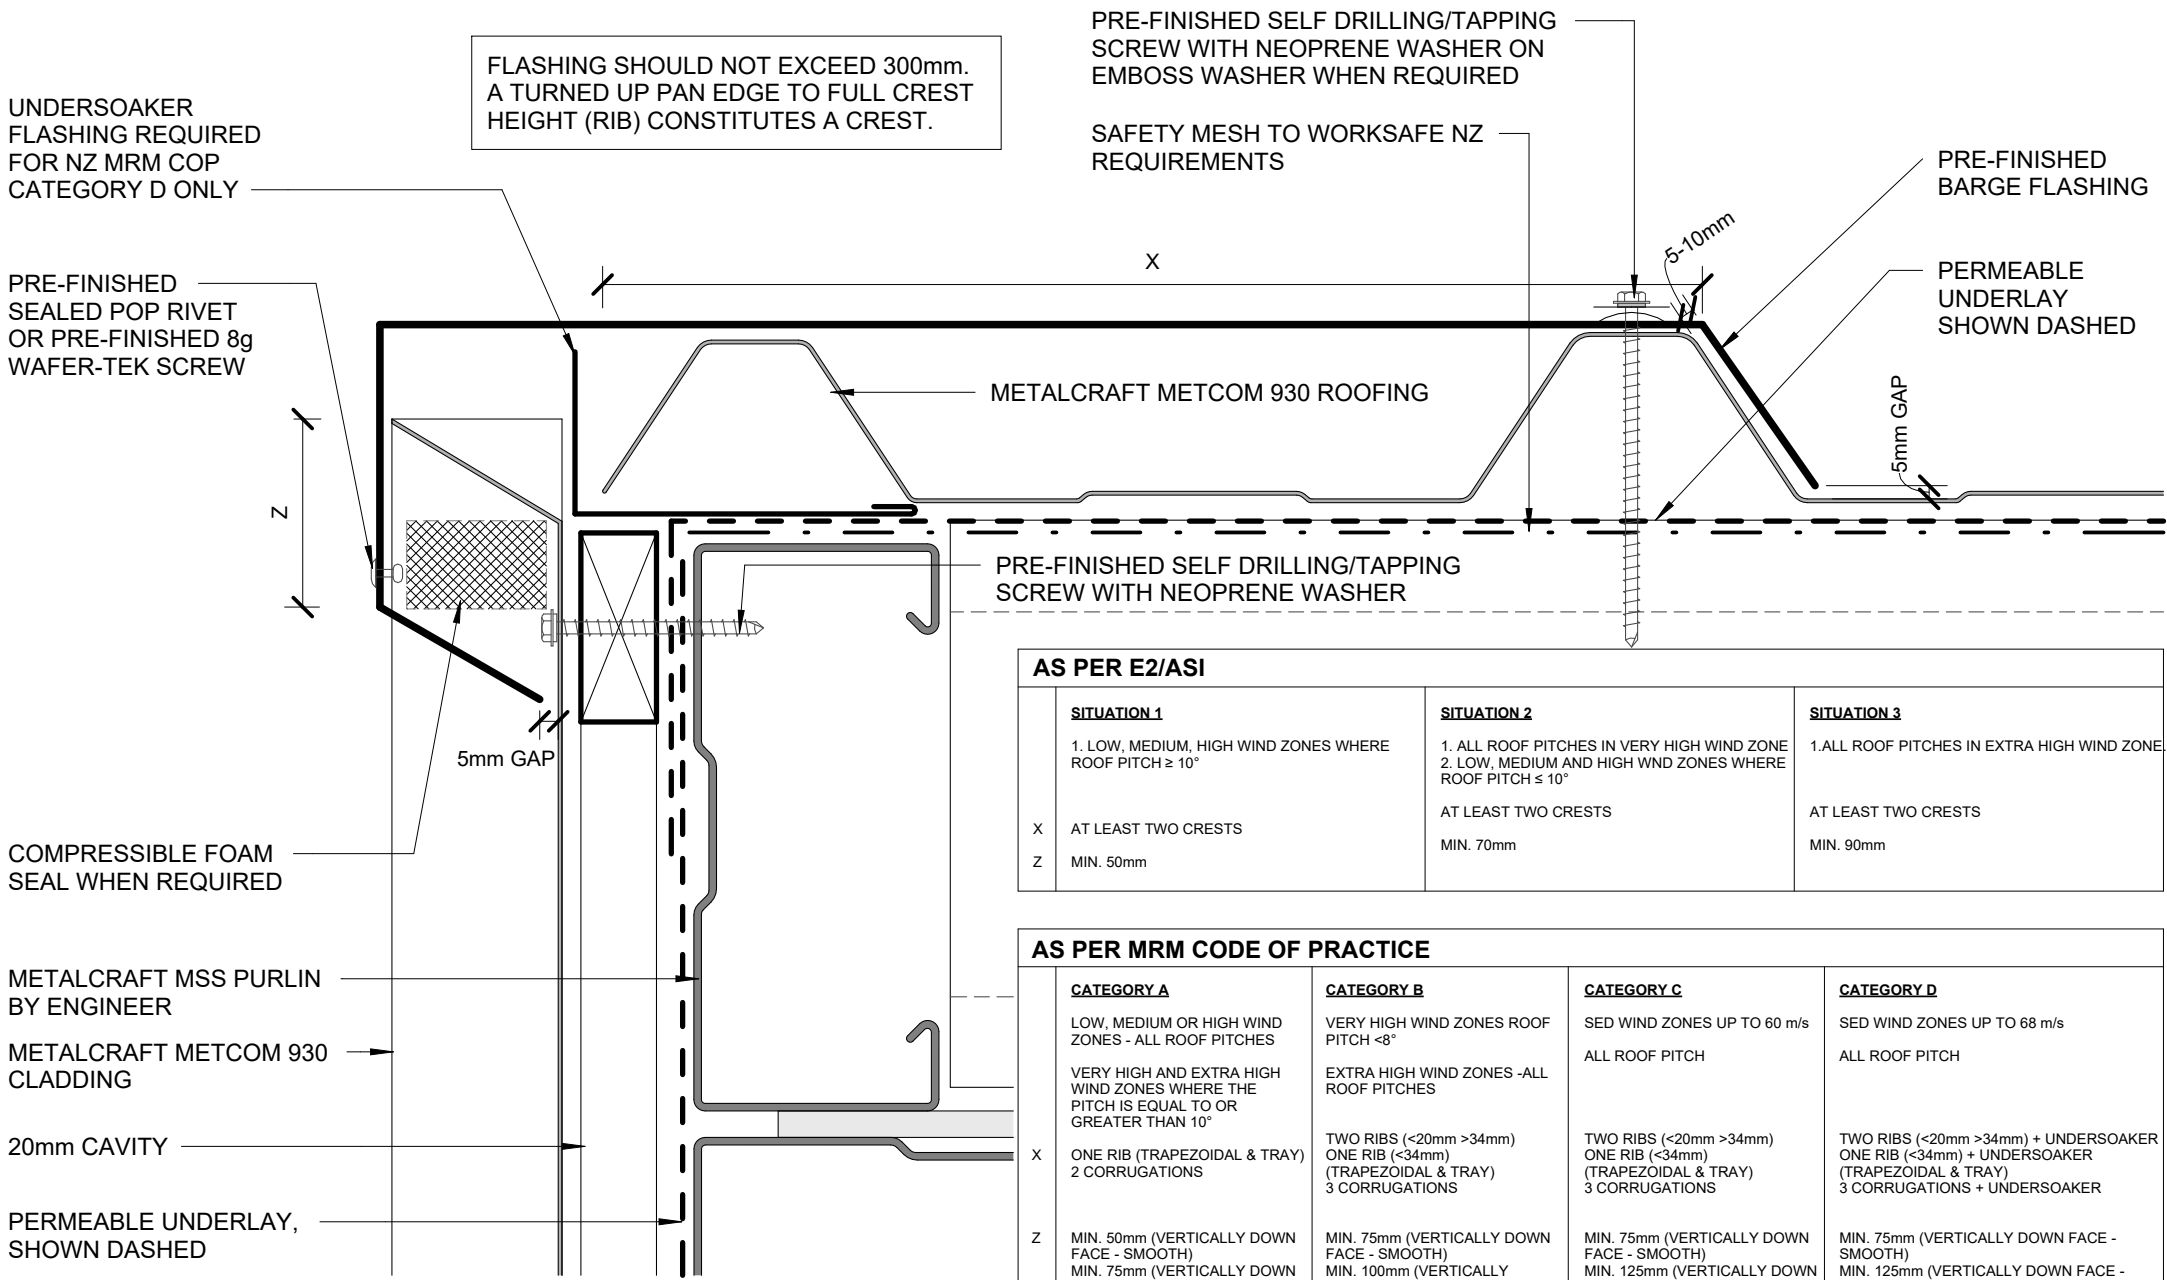 FLASHING SHOULD NOT EXCEED 300mm.
A TURNED UP PAN EDGE TO FULL CREST
HEIGHT (RIB) CONSTITUTES A CREST.
PRE-FINISHED SELF DRILLING/TAPPING
SCREW WITH NEOPRENE WASHER ON
EMBOSS WASHER WHEN REQUIRED
UNDERSOAKER
FLASHING REQUIRED
FOR NZ MRM COP
CATEGORY D ONLY
SAFETY MESH TO WORKSAFE NZ
REQUIREMENTS
PRE-FINISHED
BARGE FLASHING
PRE-FINISHED
SEALED POP RIVET
OR PRE-FINISHED 8g
WAFER-TEK SCREW
X
5-10mm
PERMEABLE
UNDERLAY
SHOWN DASHED
METALCRAFT METCOM 930 ROOFING
5mm GAP
Z
PRE-FINISHED SELF DRILLING/TAPPING
SCREW WITH NEOPRENE WASHER
5mm GAP
COMPRESSIBLE FOAM
SEAL WHEN REQUIRED
METALCRAFT MSS PURLIN
BY ENGINEER
METALCRAFT METCOM 930
CLADDING
20mm CAVITY
PERMEABLE UNDERLAY,
SHOWN DASHED
AS PER E2/ASI
SITUATION 1
1. LOW, MEDIUM, HIGH WIND ZONES WHERE
ROOF PITCH ≥ 10°
SITUATION 2
1. ALL ROOF PITCHES IN VERY HIGH WIND ZONE
2. LOW, MEDIUM AND HIGH WND ZONES WHERE
ROOF PITCH ≤ 10°
SITUATION 3
1.ALL ROOF PITCHES IN EXTRA HIGH WIND ZONE.
X
AT LEAST TWO CRESTS
AT LEAST TWO CRESTS
AT LEAST TWO CRESTS
Z
MIN. 50mm
MIN. 70mm
MIN. 90mm
AS PER MRM CODE OF PRACTICE
CATEGORY A
LOW, MEDIUM OR HIGH WIND
ZONES - ALL ROOF PITCHES
VERY HIGH AND EXTRA HIGH
WIND ZONES WHERE THE
PITCH IS EQUAL TO OR
GREATER THAN 10°
CATEGORY B
VERY HIGH WIND ZONES ROOF
PITCH <8°
EXTRA HIGH WIND ZONES -ALL
ROOF PITCHES
CATEGORY C
SED WIND ZONES UP TO 60 m/s
ALL ROOF PITCH
CATEGORY D
SED WIND ZONES UP TO 68 m/s
ALL ROOF PITCH
X
ONE RIB (TRAPEZOIDAL & TRAY)
2 CORRUGATIONS
TWO RIBS (<20mm >34mm)
ONE RIB (<34mm)
(TRAPEZOIDAL & TRAY)
3 CORRUGATIONS
TWO RIBS (<20mm >34mm)
ONE RIB (<34mm)
(TRAPEZOIDAL & TRAY)
3 CORRUGATIONS
TWO RIBS (<20mm >34mm) + UNDERSOAKER
ONE RIB (<34mm) + UNDERSOAKER
(TRAPEZOIDAL & TRAY)
3 CORRUGATIONS + UNDERSOAKER
Z
MIN. 50mm (VERTICALLY DOWN
FACE - SMOOTH)
MIN. 75mm (VERTICALLY DOWN
MIN. 75mm (VERTICALLY DOWN
FACE - SMOOTH)
MIN. 100mm (VERTICALLY
MIN. 75mm (VERTICALLY DOWN
FACE - SMOOTH)
MIN. 125mm (VERTICALLY DOWN
MIN. 75mm (VERTICALLY DOWN FACE -
SMOOTH)
MIN. 125mm (VERTICALLY DOWN FACE -